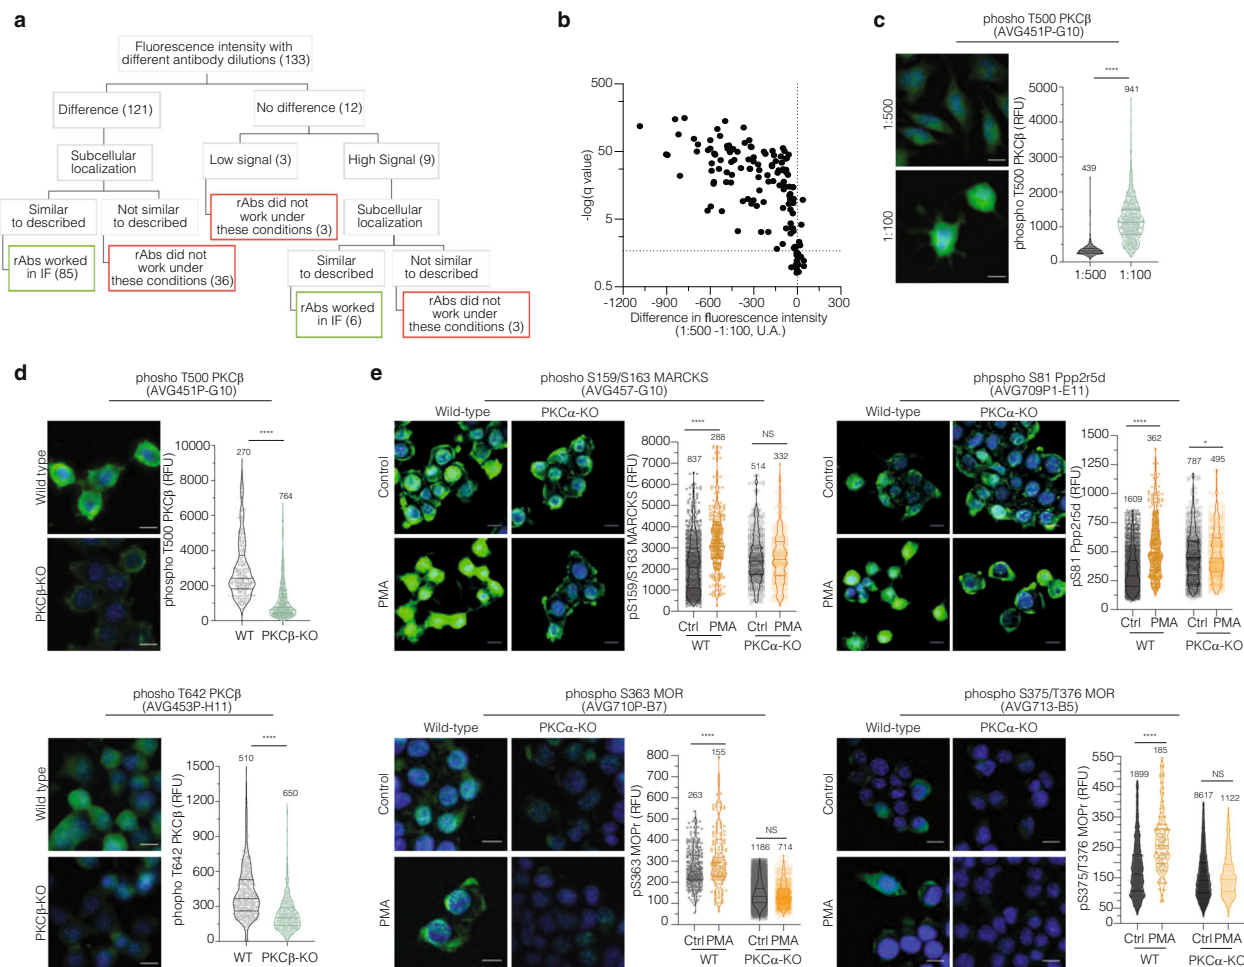 a
Fluorescence intensity with
different antibody dilutions (133)
Difference (121)
No difference (12)
Subcellular
localization
Low signal (3)
High Signal (9)
Similar
to described
Not similar
to described
rAbs did not
work under
these conditions (3)
Subcellular
localization
rAbs worked
in IF (85)
rAbs did not
work under
these conditions (36)
Similar
to described
Not similar to
described
rAbs worked
in IF (6)
rAbs did not
work under
these conditions (3)
b
500
50
5
0.5
-log(q value)
-1200 -900 -600 -300 0 300
Difference in fluorescence intensity
(1:500 -1:100, U.A.)
c
phospho T500 PKCβ
(AVG451P-G10)
1:500
1:100
phospho T500 PKCβ (RFU)
5000
4000
3000
2000
1000
0
****
439
941
1:500 1:100
d
phospho T500 PKCβ
(AVG451P-G10)
Wild type
PKCβ-KO
phospho T500 PKCβ (RFU)
10000
8000
6000
4000
2000
0
****
270
764
WT PKCβ-KO
phospho T642 PKCβ
(AVG453P-H11)
Wild type
PKCβ-KO
phopho T642 PKCβ (RFU)
1500
1200
900
600
300
0
****
510
650
WT PKCβ-KO
e
phospho S159/S163 MARCKS
(AVG457-G10)
Wild-type PKCα-KO
Control
PMA
pS159/S163 MARCKS (RFU)
8000
7000
6000
5000
4000
3000
2000
1000
0
****
NS
837
288
514
332
Ctrl PMA Ctrl PMA
WT PKCα-KO
phpspho S81 Ppp2r5d
(AVG709P1-E11)
Wild-type PKCα-KO
Control
PMA
pS81 Ppp2r5d (RFU)
1500
1250
1000
750
500
250
0
****
*
1609
362
787
495
Ctrl PMA Ctrl PMA
WT PKCα-KO
phospho S363 MOR
(AVG710P-B7)
Wild-type PKCα-KO
Control
PMA
pS363 MOPr (RFU)
800
700
600
500
400
300
200
100
0
****
NS
263
155
1186
714
Ctrl PMA Ctrl PMA
WT PKCα-KO
phospho S375/T376 MOR
(AVG713-B5)
Wild-type PKCα-KO
Control
PMA
pS375/T376 MOPr (RFU)
550
450
350
250
150
50
0
****
NS
1899
185
8617
1122
Ctrl PMA Ctrl PMA
WT PKCα-KO